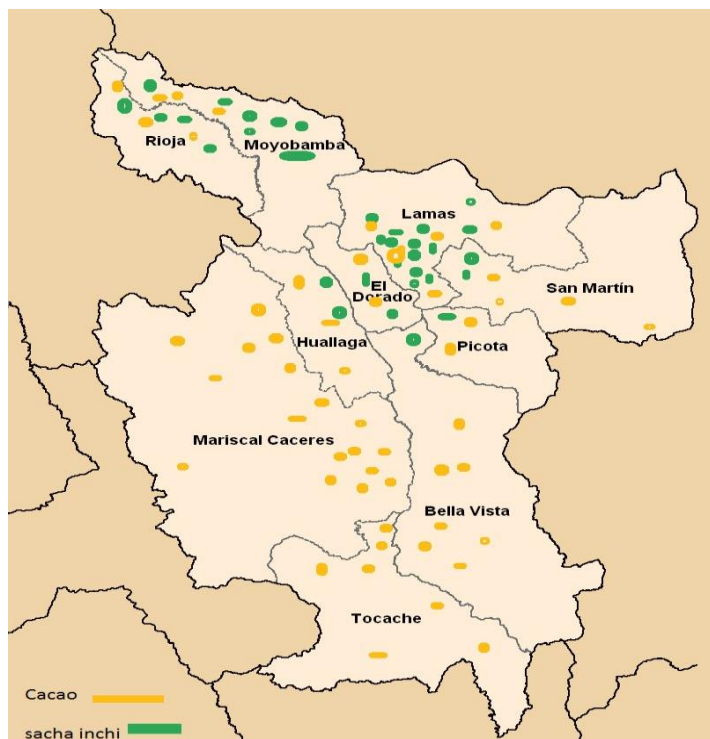 Rioja
Moyobamba
Lamas
San Martín
El
Dorado
Huallaga
Picota
Mariscal Caceres
Bella Vista
Tocache
Cacao
sacha inchi